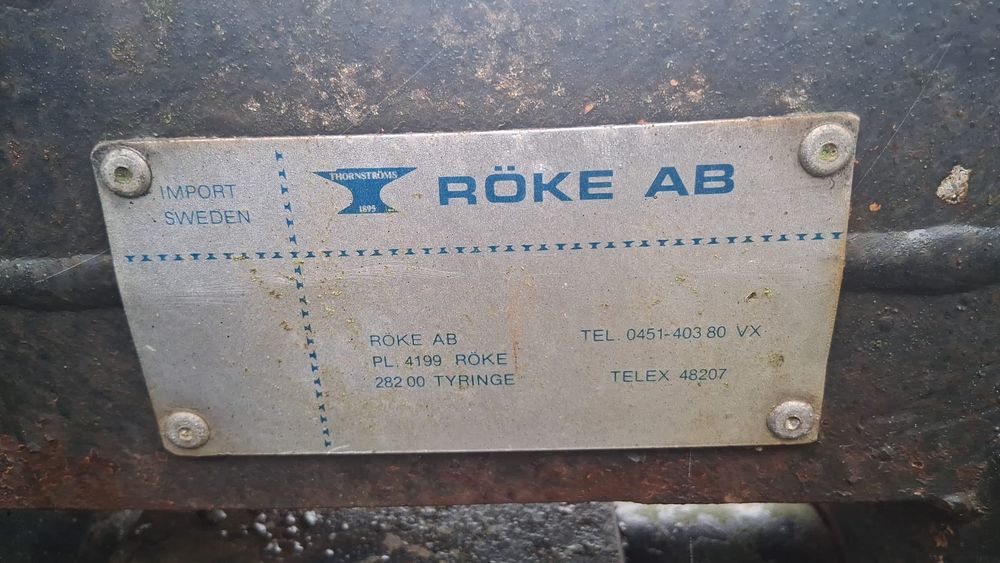 IMPORT
SWEDEN
THORNSTRÖMS
1895
RÖKE AB
RÖKE AB
PL. 4199 RÖKE
282 00 TYRINGE
TEL. 0451-403 80 VX
TELEX 48207